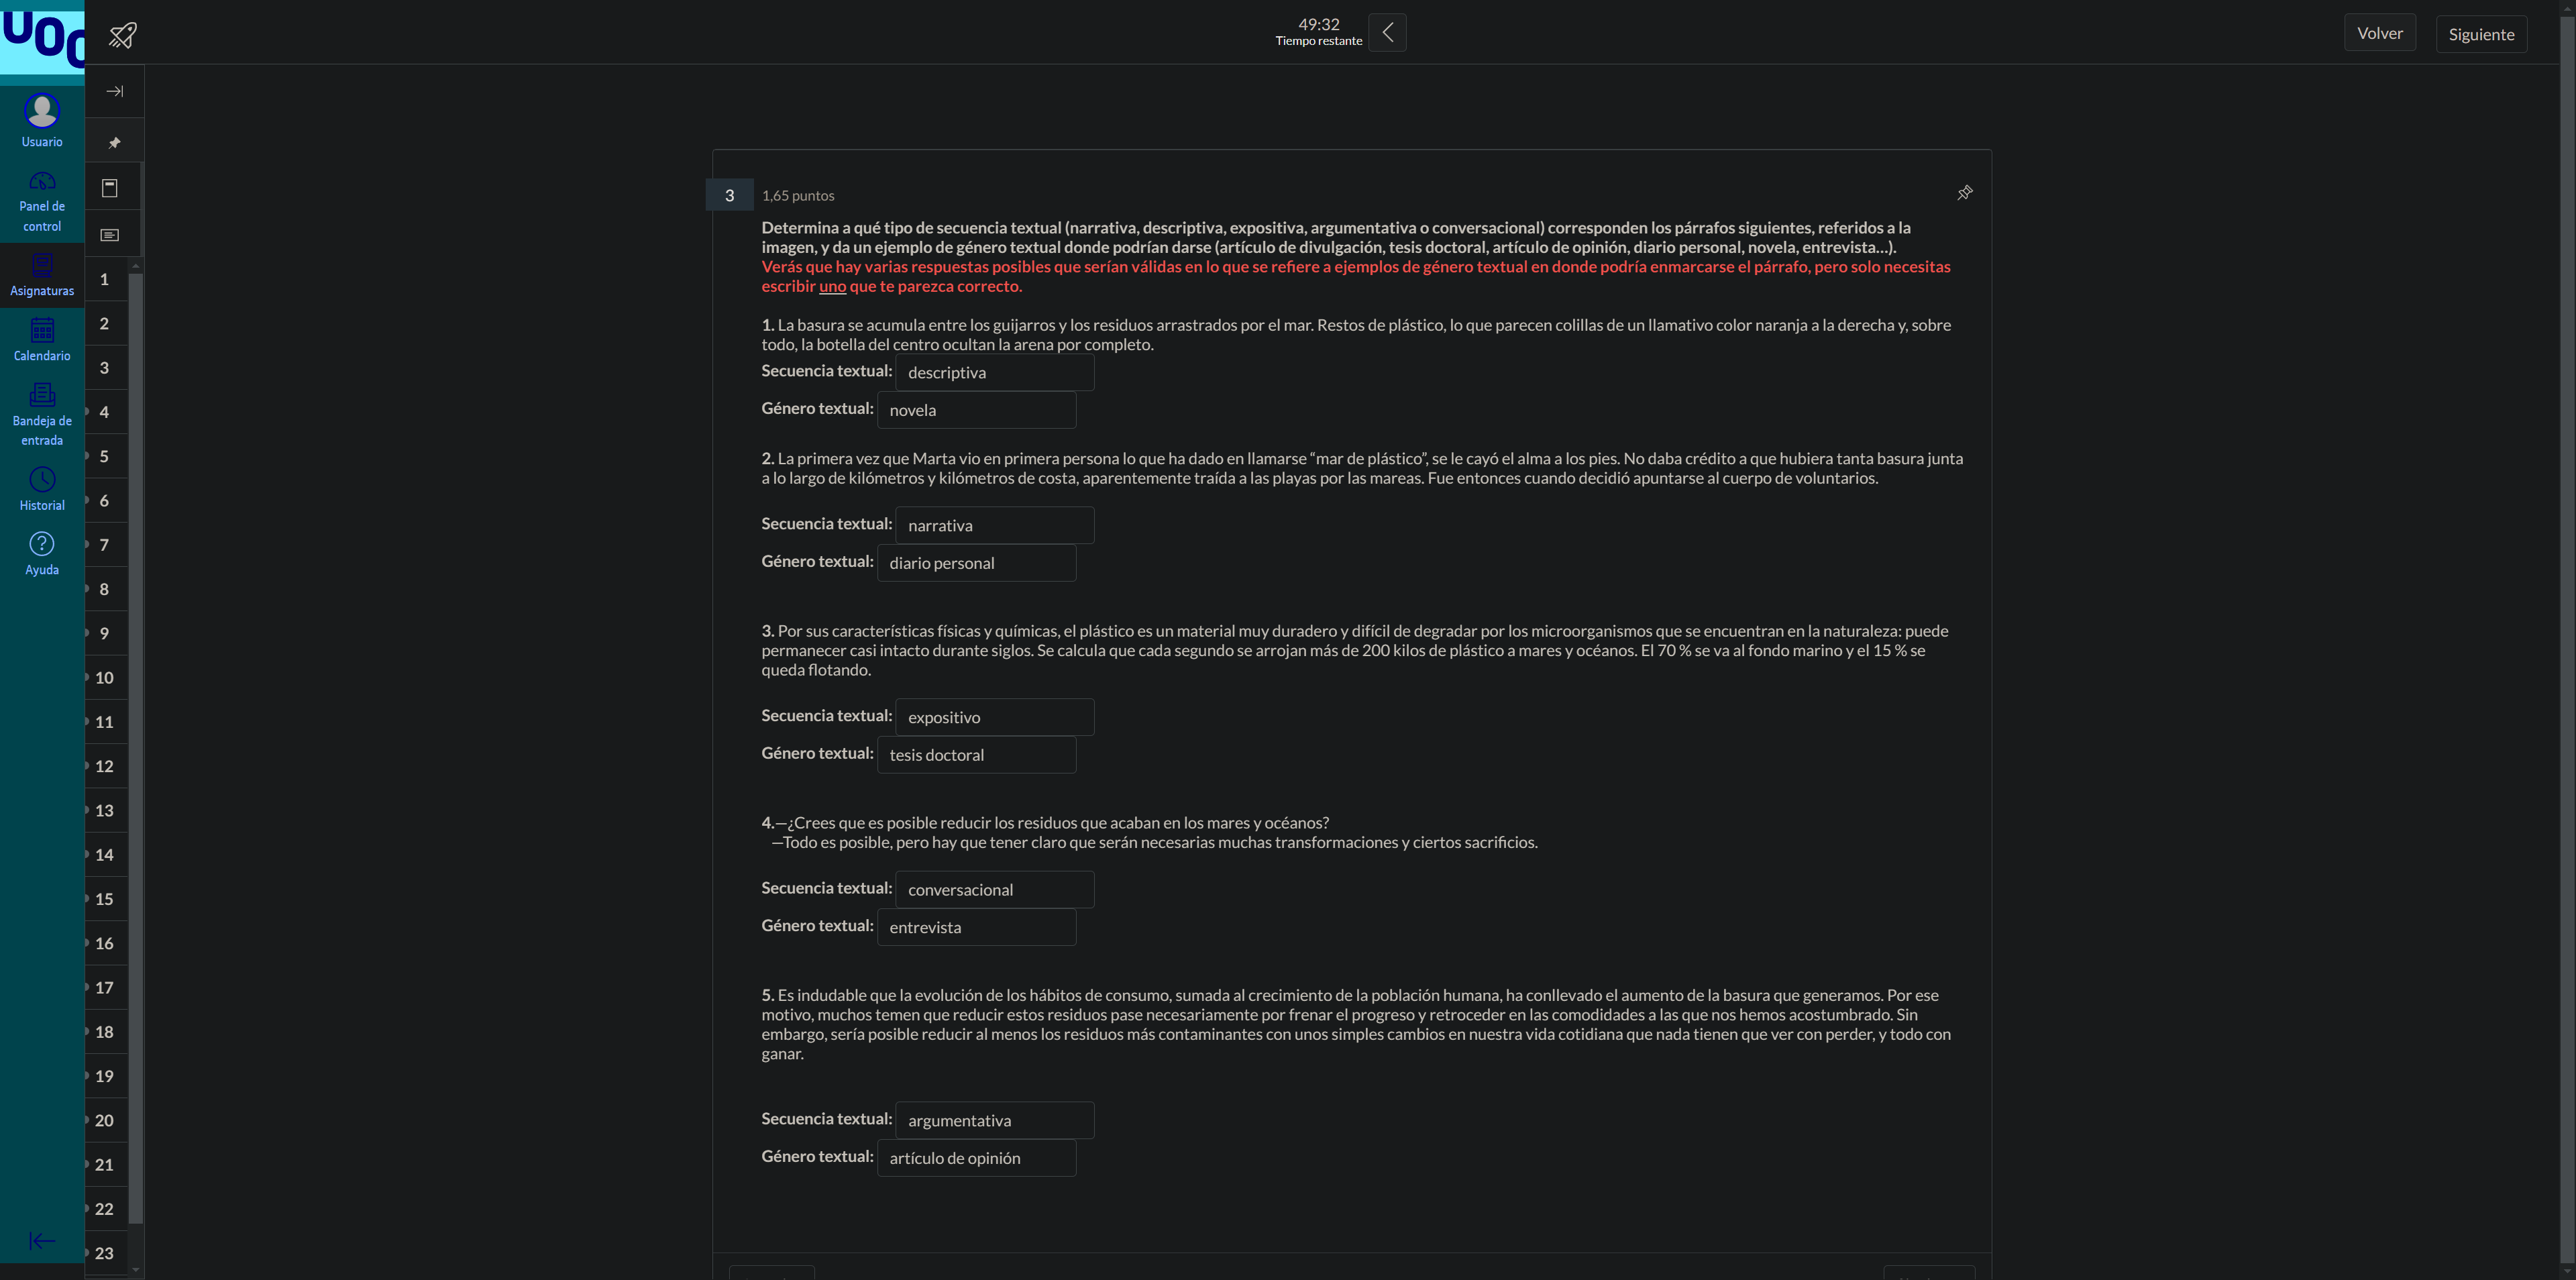 UOC
49:32
Tiempo restante
Volver
Siguiente
Usuario
Panel de
control
Asignaturas
Calendario
Bandeja de
entrada
Historial
Ayuda
1
2
3
4
5
6
7
8
9
10
11
12
13
14
15
16
17
18
19
20
21
22
23
3
1,65 puntos
Determina a qué tipo de secuencia textual (narrativa, descriptiva, expositiva, argumentativa o conversacional) corresponden los párrafos siguientes, referidos a la
imagen, y da un ejemplo de género textual donde podrían darse (artículo de divulgación, tesis doctoral, artículo de opinión, diario personal, novela, entrevista...).
Verás que hay varias respuestas posibles que serían válidas en lo que se refiere a ejemplos de género textual en donde podría enmarcarse el párrafo, pero solo necesitas
escribir uno que te parezca correcto.
1. La basura se acumula entre los guijarros y los residuos arrastrados por el mar. Restos de plástico, lo que parecen colillas de un llamativo color naranja a la derecha y, sobre
todo, la botella del centro ocultan la arena por completo.
Secuencia textual: descriptiva
Género textual: novela
2. La primera vez que Marta vio en primera persona lo que ha dado en llamarse “mar de plástico”, se le cayó el alma a los pies. No daba crédito a que hubiera tanta basura junta
a lo largo de kilómetros y kilómetros de costa, aparentemente traída a las playas por las mareas. Fue entonces cuando decidió apuntarse al cuerpo de voluntarios.
Secuencia textual: narrativa
Género textual: diario personal
3. Por sus características físicas y químicas, el plástico es un material muy duradero y difícil de degradar por los microorganismos que se encuentran en la naturaleza: puede
permanecer casi intacto durante siglos. Se calcula que cada segundo se arrojan más de 200 kilos de plástico a mares y océanos. El 70 % se va al fondo marino y el 15 % se
queda flotando.
Secuencia textual: expositivo
Género textual: tesis doctoral
4.—¿Crees que es posible reducir los residuos que acaban en los mares y océanos?
—Todo es posible, pero hay que tener claro que serán necesarias muchas transformaciones y ciertos sacrificios.
Secuencia textual: conversacional
Género textual: entrevista
5. Es indudable que la evolución de los hábitos de consumo, sumada al crecimiento de la población humana, ha conllevado el aumento de la basura que generamos. Por ese
motivo, muchos temen que reducir estos residuos pase necesariamente por frenar el progreso y retroceder en las comodidades a las que nos hemos acostumbrado. Sin
embargo, sería posible reducir al menos los residuos más contaminantes con unos simples cambios en nuestra vida cotidiana que nada tienen que ver con perder, y todo con
ganar.
Secuencia textual: argumentativa
Género textual: artículo de opinión